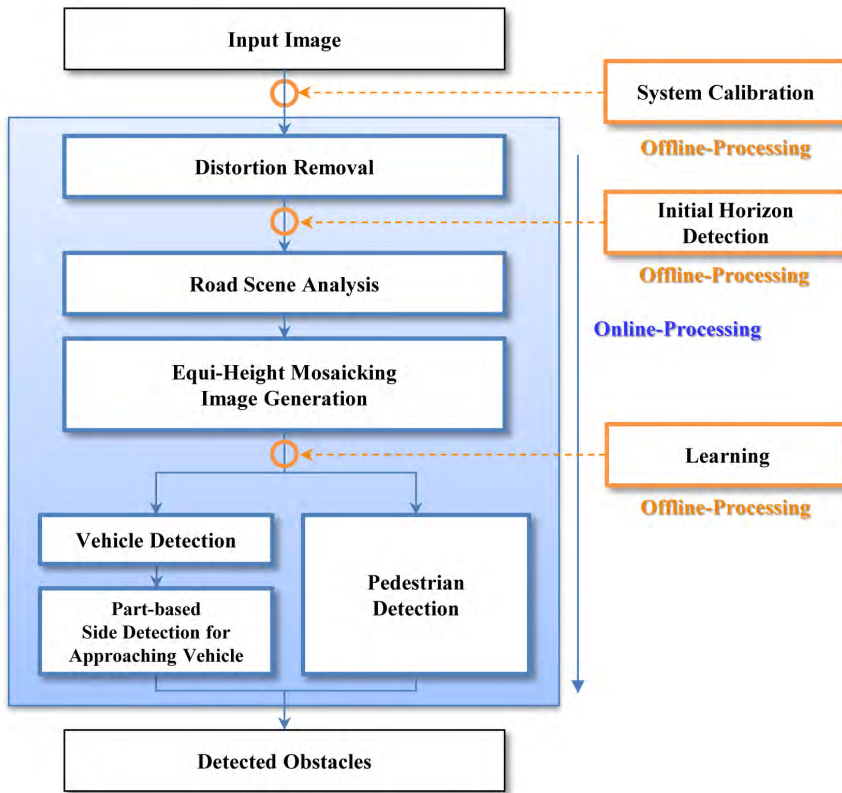 Input Image
System Calibration
Offline-Processing
Distortion Removal
Initial Horizon
Detection
Offline-Processing
Road Scene Analysis
Online-Processing
Equi-Height Mosaicking
Image Generation
Learning
Offline-Processing
Vehicle Detection
Part-based
Side Detection for
Approaching Vehicle
Pedestrian
Detection
Detected Obstacles